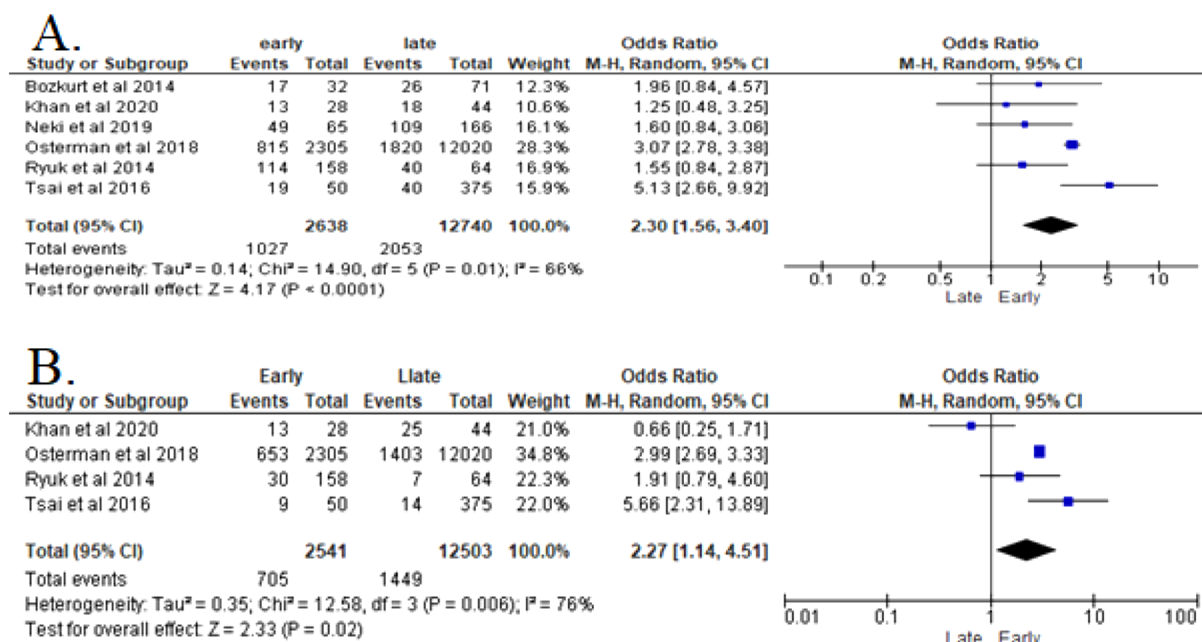 A.
early late Odds Ratio Odds Ratio
Study or Subgroup Events Total Events Total Weight M-H, Random, 95% CI M-H, Random, 95% CI
Bozkurt et al 2014 17 32 26 71 12.3% 1.96 [0.84, 4.57]
Khan et al 2020 13 28 18 44 10.6% 1.25 [0.48, 3.25]
Neki et al 2019 49 65 109 166 16.1% 1.60 [0.84, 3.06]
Osterman et al 2018 815 2305 1820 12020 28.3% 3.07 [2.78, 3.38]
Ryuk et al 2014 114 158 40 64 16.9% 1.55 [0.84, 2.87]
Tsai et al 2016 19 50 40 375 15.9% 5.13 [2.66, 9.92]
Total (95% CI) 2638 12740 100.0% 2.30 [1.56, 3.40]
Total events 1027 2053
Heterogeneity: Tau² = 0.14; Chi² = 14.90, df = 5 (P = 0.01); I² = 66%
Test for overall effect: Z = 4.17 (P < 0.0001)
0.1 0.2 0.5 1 2 5 10
Late Early
B.
Early Llate Odds Ratio Odds Ratio
Study or Subgroup Events Total Events Total Weight M-H, Random, 95% CI M-H, Random, 95% CI
Khan et al 2020 13 28 25 44 21.0% 0.66 [0.25, 1.71]
Osterman et al 2018 653 2305 1403 12020 34.8% 2.99 [2.69, 3.33]
Ryuk et al 2014 30 158 7 64 22.3% 1.91 [0.79, 4.60]
Tsai et al 2016 9 50 14 375 22.0% 5.66 [2.31, 13.89]
Total (95% CI) 2541 12503 100.0% 2.27 [1.14, 4.51]
Total events 705 1449
Heterogeneity: Tau² = 0.35; Chi² = 12.58, df = 3 (P = 0.006); I² = 76%
Test for overall effect: Z = 2.33 (P = 0.02)
0.01 0.1 1 10 100
Late Early